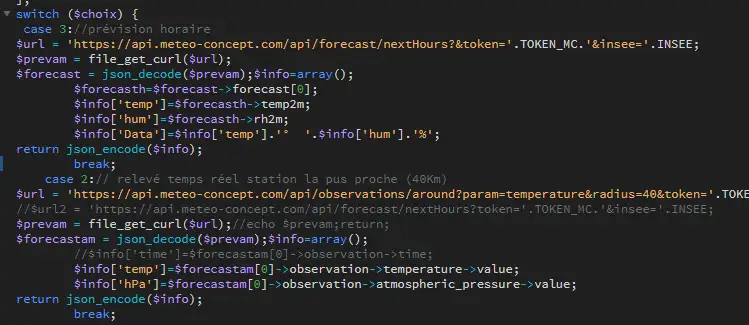 ];
switch ($choix) {
case 3://prévision horaire
$url = 'https://api.meteo-concept.com/api/forecast/nextHours?&token='.TOKEN_MC.'&insee='.INSEE;
$prevam = file_get_curl($url);
$forecast = json_decode($prevam);$info=array();
$forecasth=$forecast->forecast[0];
$info['temp']=$forecasth->temp2m;
$info['hum']=$forecasth->rh2m;
$info['Data']=$info['temp'].'°  '.$info['hum'].'%';
return json_encode($info);
break;
case 2:// relevé temps réel station la pus proche (40Km)
$url = 'https://api.meteo-concept.com/api/observations/around?param=temperature&radius=40&token='.TOKE
//$url2 = 'https://api.meteo-concept.com/api/forecast/nextHours?token='.TOKEN_MC.'&insee='.INSEE;
$prevam = file_get_curl($url);//echo $prevam;return;
$forecastam = json_decode($prevam);$info=array();
//$info['time']=$forecastam[0]->observation->time;
$info['temp']=$forecastam[0]->observation->temperature->value;
$info['hPa']=$forecastam[0]->observation->atmospheric_pressure->value;
return json_encode($info);
break;